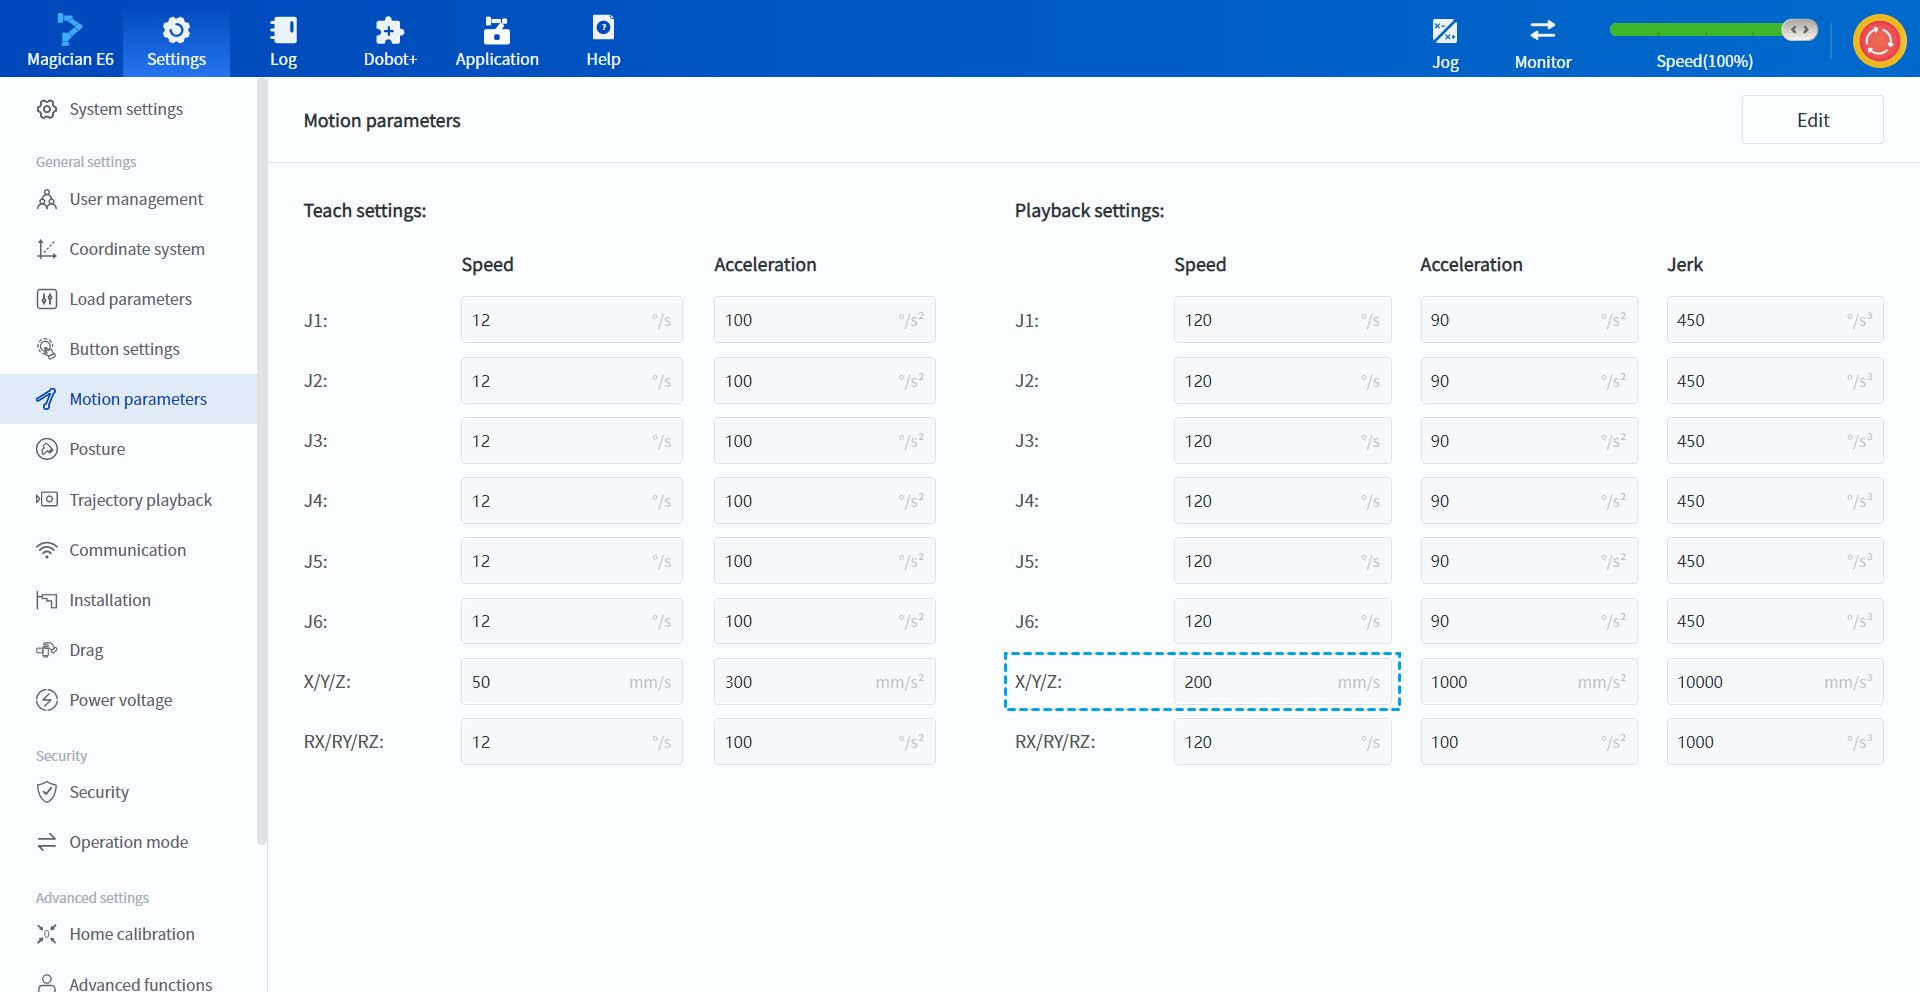 Magician E6 Settings Log Dobot+ Application Help Jog Monitor Speed(100%)
System settings
General settings
User management
Coordinate system
Load parameters
Button settings
Motion parameters
Posture
Trajectory playback
Communication
Installation
Drag
Power voltage
Security
Security
Operation mode
Advanced settings
Home calibration
Advanced functions
Motion parameters Edit
Teach settings:
Speed Acceleration
J1: 12 °/s 100 °/s²
J2: 12 °/s 100 °/s²
J3: 12 °/s 100 °/s²
J4: 12 °/s 100 °/s²
J5: 12 °/s 100 °/s²
J6: 12 °/s 100 °/s²
X/Y/Z: 50 mm/s 300 mm/s²
RX/RY/RZ: 12 °/s 100 °/s²
Playback settings:
Speed Acceleration Jerk
J1: 120 °/s 90 °/s² 450 °/s³
J2: 120 °/s 90 °/s² 450 °/s³
J3: 120 °/s 90 °/s² 450 °/s³
J4: 120 °/s 90 °/s² 450 °/s³
J5: 120 °/s 90 °/s² 450 °/s³
J6: 120 °/s 90 °/s² 450 °/s³
X/Y/Z: 200 mm/s 1000 mm/s² 10000 mm/s³
RX/RY/RZ: 120 °/s 100 °/s² 1000 °/s³